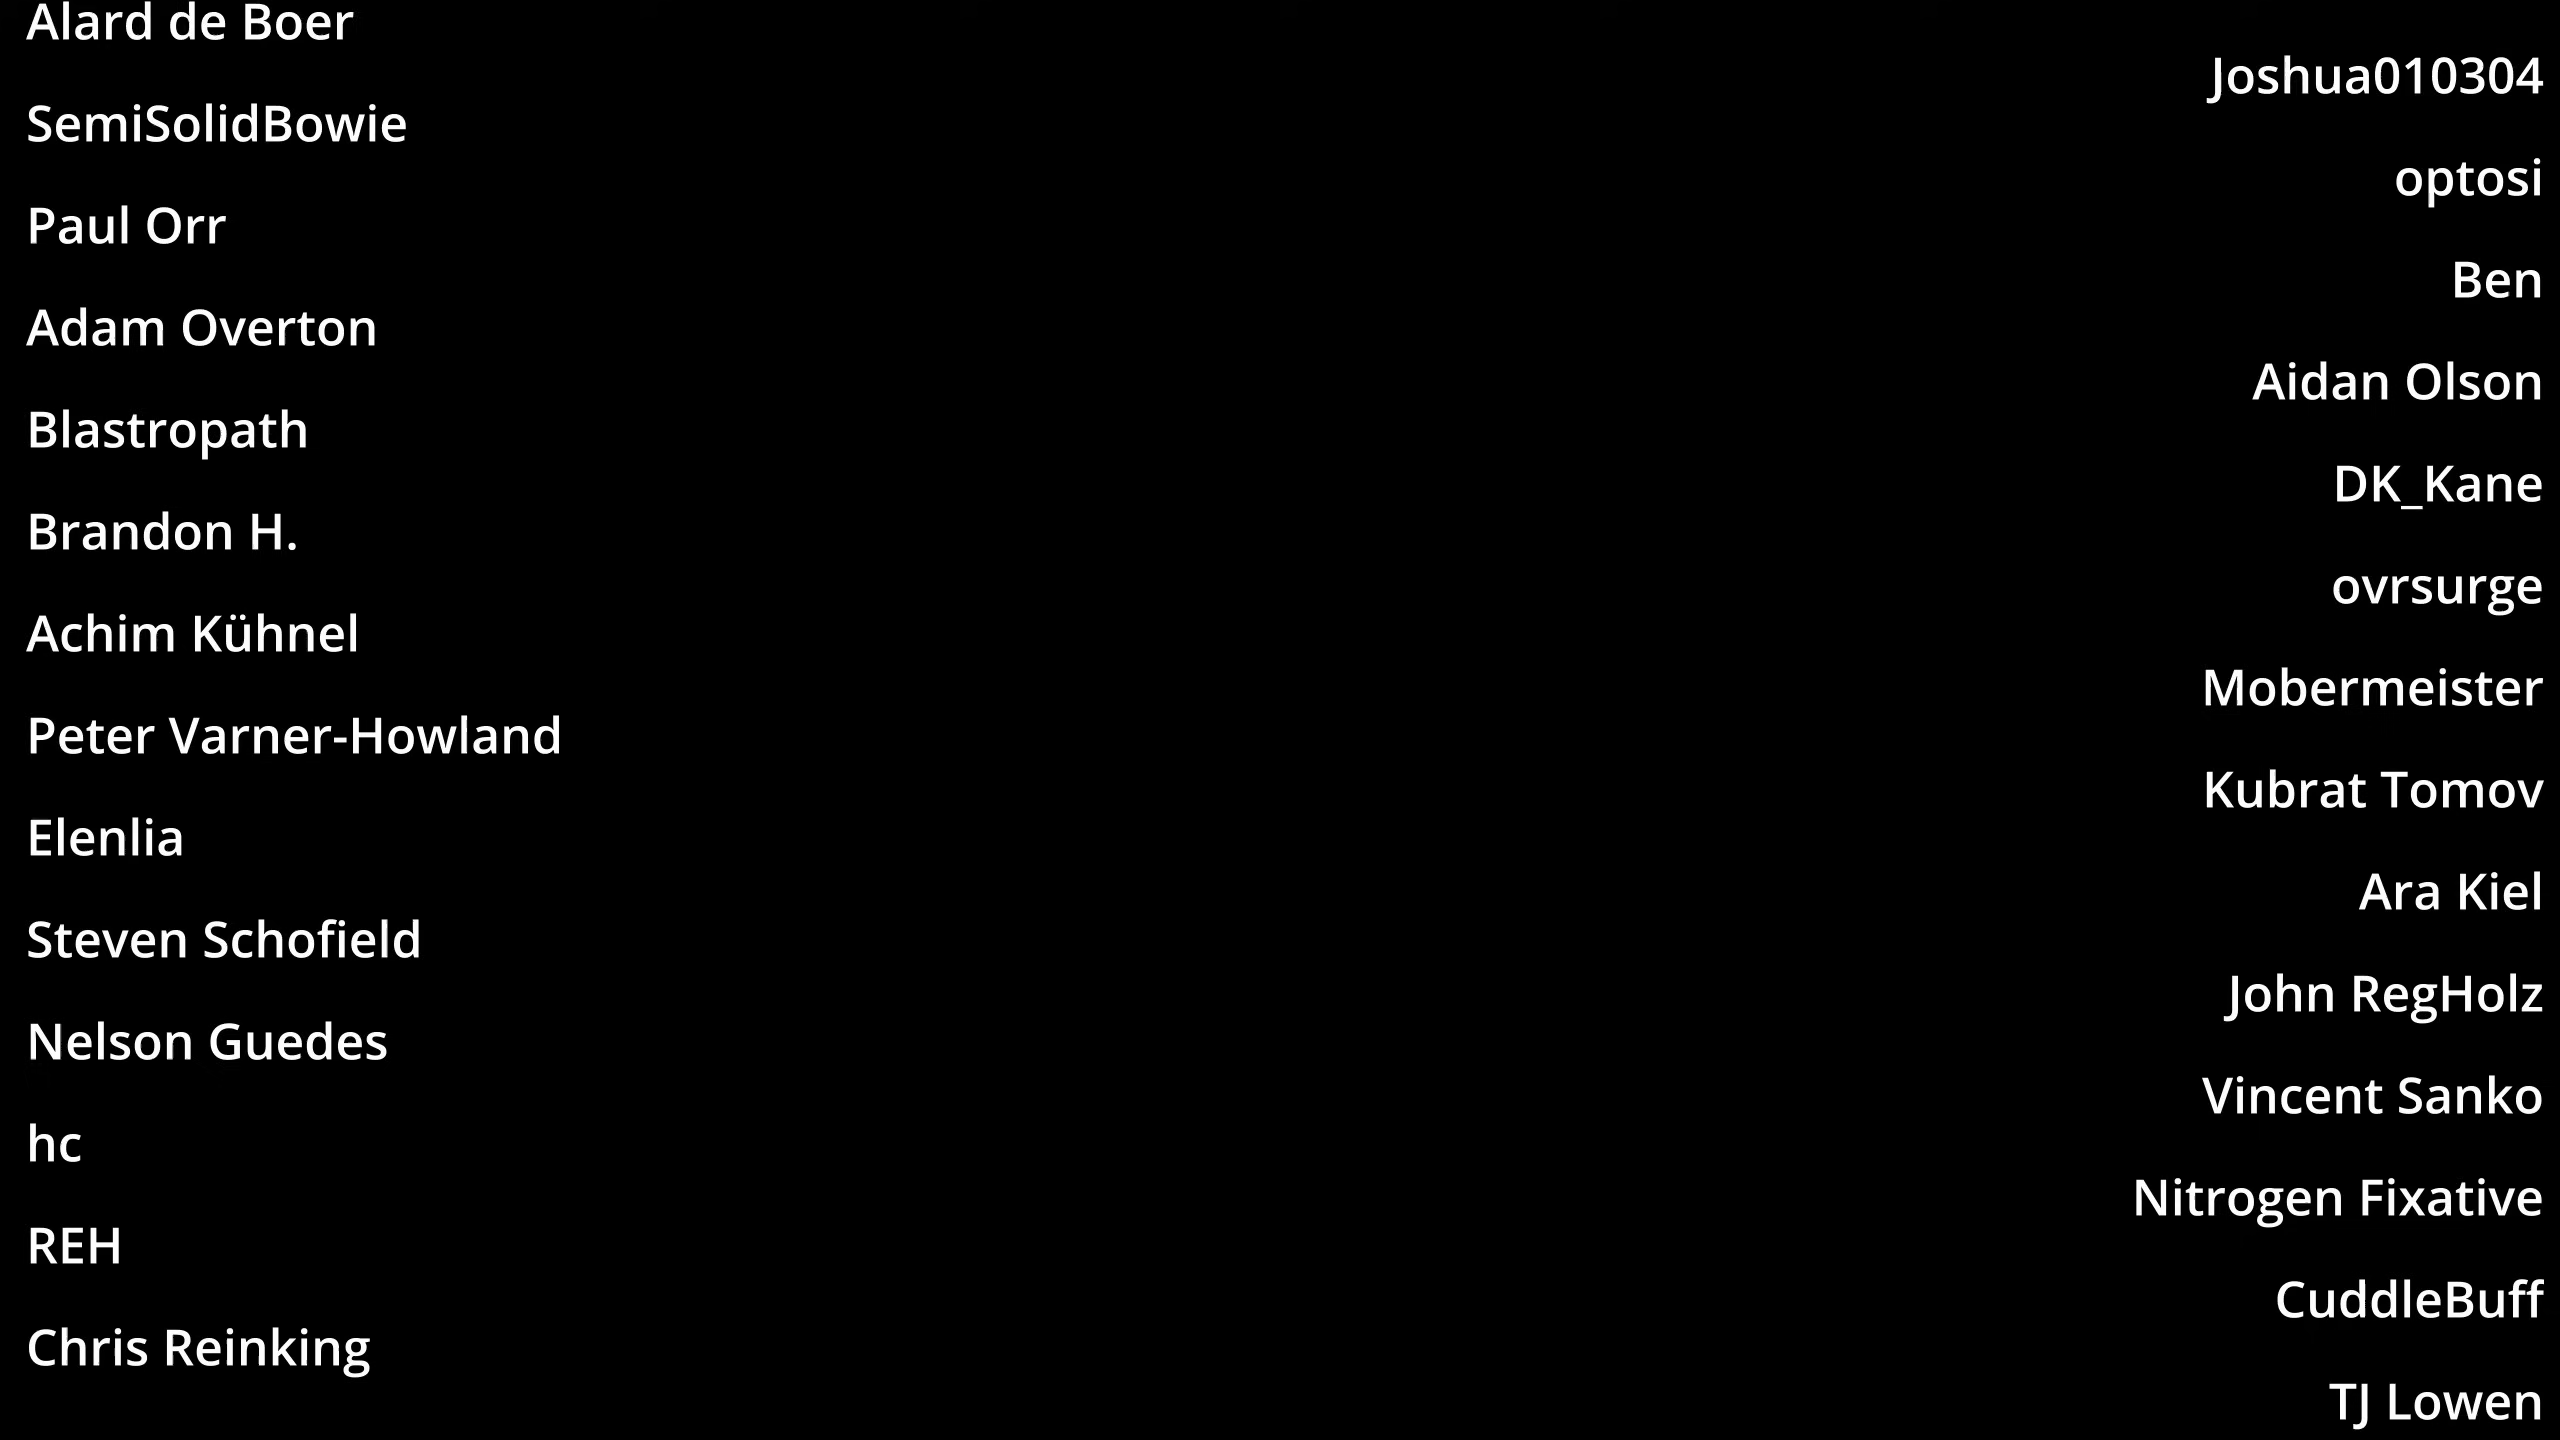 Alard de Boer
SemiSolidBowie
Paul Orr
Adam Overton
Blastropath
Brandon H.
Achim Kühnel
Peter Varner-Howland
Elenlia
Steven Schofield
Nelson Guedes
hc
REH
Chris Reinking
Joshua010304
optosi
Ben
Aidan Olson
DK_Kane
ovrsurge
Mobermeister
Kubrat Tomov
Ara Kiel
John RegHolz
Vincent Sanko
Nitrogen Fixative
CuddleBuff
TJ Lowen